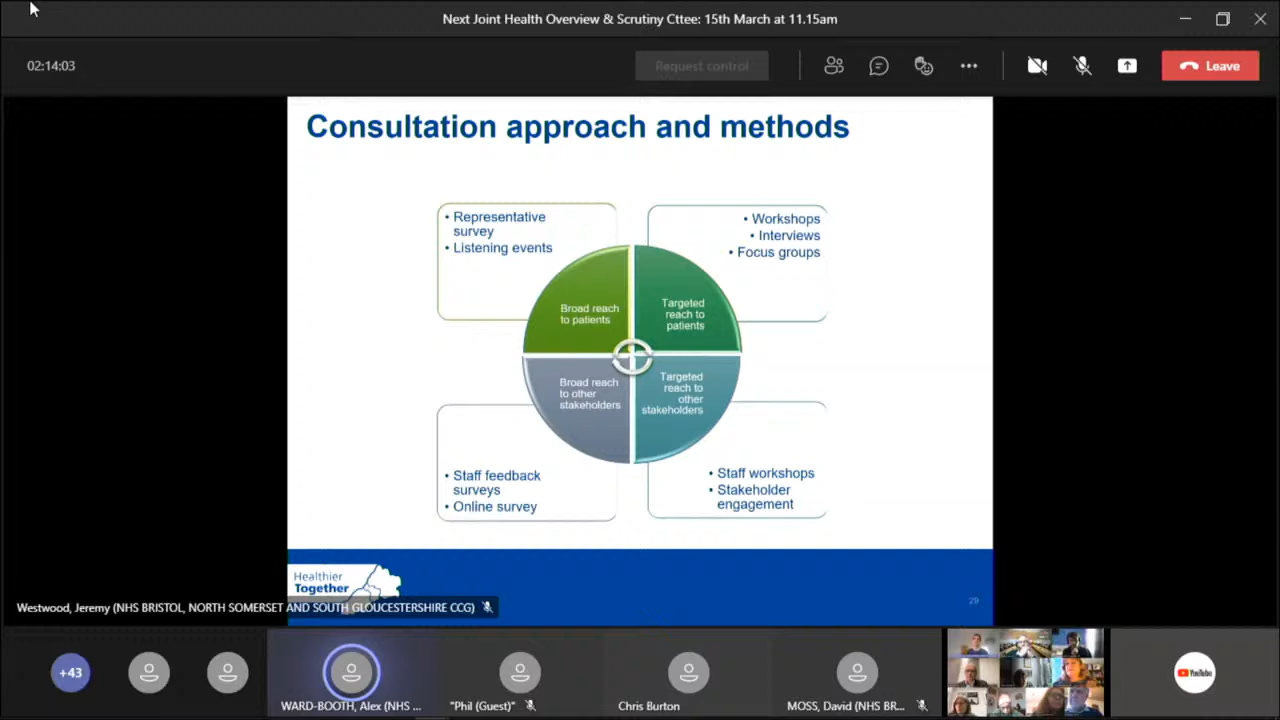 Next Joint Health Overview & Scrutiny Cttee: 15th March at 11.15am
02:14:03
Request control
Leave
Consultation approach and methods
• Representative
survey
• Listening events
• Workshops
• Interviews
• Focus groups
Broad reach
to patients
Targeted
reach to
patients
Broad reach
to other
stakeholders
Targeted
reach to
other
stakeholders
• Staff feedback
surveys
• Online survey
• Staff workshops
• Stakeholder
engagement
Healthier
Together
29
Westwood, Jeremy (NHS BRISTOL, NORTH SOMERSET AND SOUTH GLOUCESTERSHIRE CCG)
+43
WARD-BOOTH, Alex (NHS ...
"Phil (Guest)"
Chris Burton
MOSS, David (NHS BR...
YouTube